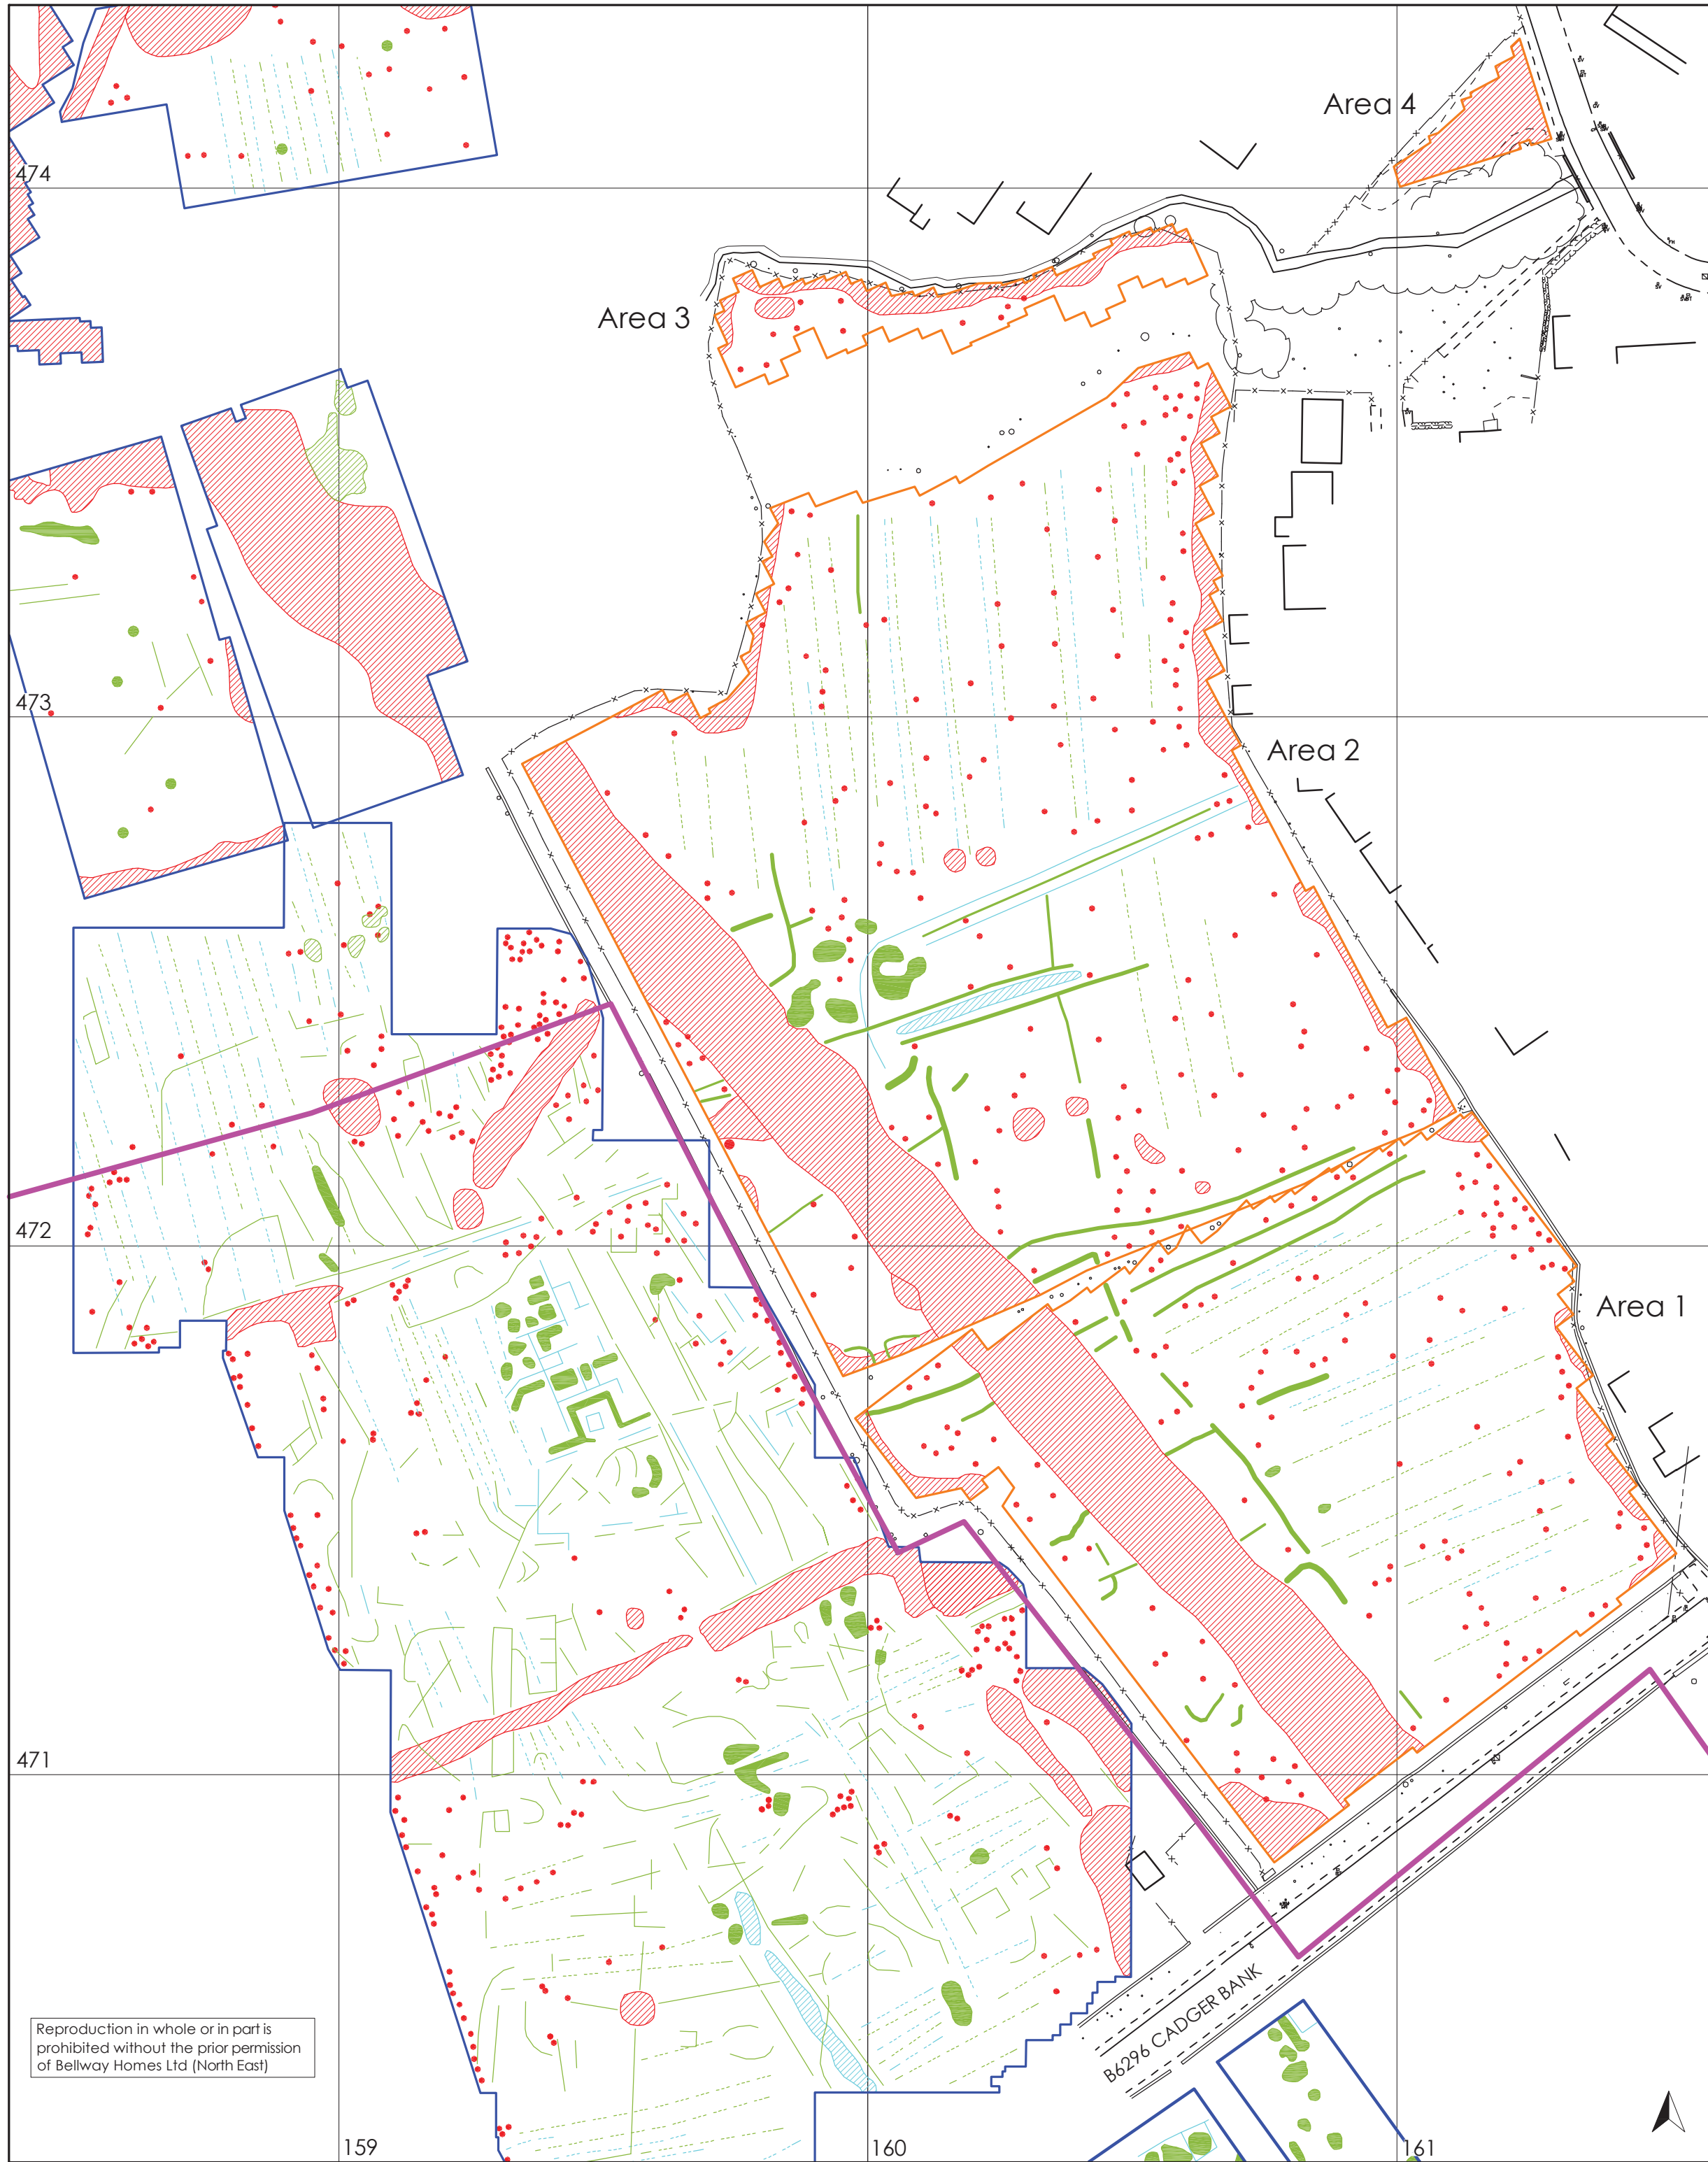 Area 4
474
Area 3
473
Area 2
472
Area 1
471
B6296 CADGER BANK
Reproduction in whole or in part is
prohibited without the prior permission
of Bellway Homes Ltd (North East)
159
160
161